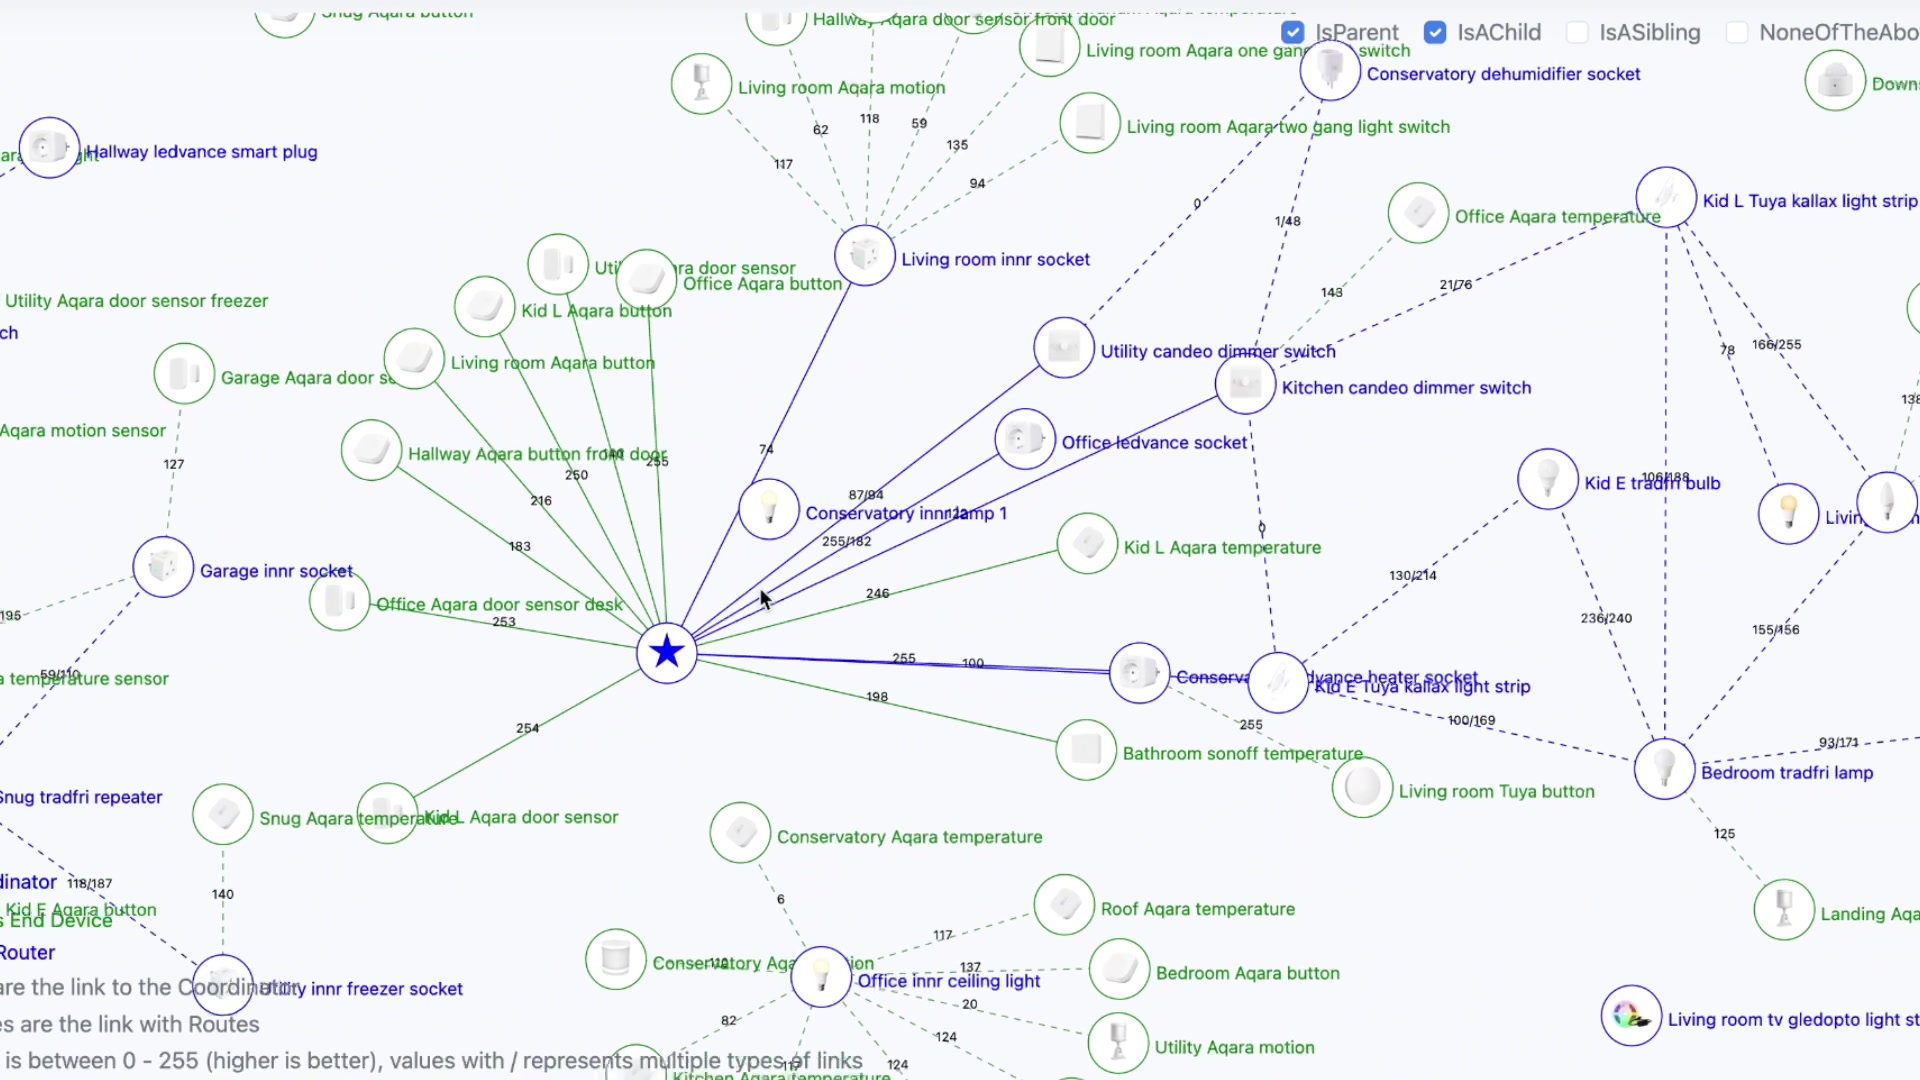 Snug Aqara button
Hallway Aqara door sensor front door
IsParent
IsAChild
IsASibling
NoneOfTheAbo
Living room Aqara one gang
switch
Conservatory dehumidifier socket
Living room Aqara motion
Down
Living room Aqara two gang light switch
62
118
59
135
117
94
Hallway ledvance smart plug
0
Kid L Tuya kallax light strip
Office Aqara temperature
1/48
Living room innr socket
Uti
ra door sensor
Office Aqara button
21/76
143
Utility Aqara door sensor freezer
Kid L Aqara button
ch
Utility candeo dimmer switch
78
166/255
Living room Aqara button
Garage Aqara door se
Kitchen candeo dimmer switch
138
Aqara motion sensor
Office ledvance socket
Hallway Aqara button front door
74
255
127
250
106/188
Kid E tradfri bulb
216
87/94
Conservatory innr lamp 1
Livin
0
183
255/182
Kid L Aqara temperature
Garage innr socket
130/214
246
Office Aqara door sensor desk
195
253
236/240
155/156
255
100
a temperature sensor
59/110
Conserva
dvance heater socket
Kid E Tuya kallax light strip
198
100/169
254
255
93/171
Bathroom sonoff temperature
Bedroom tradfri lamp
Living room Tuya button
Snug tradfri repeater
Snug Aqara temperature
Kid L Aqara door sensor
Conservatory Aqara temperature
125
dinator
118/187
140
6
Kid E Aqara button
s End Device
Roof Aqara temperature
Landing Aqa
117
Router
Conservatory Aqa
ion
137
Bedroom Aqara button
Office innr ceiling light
are the link to the Coordinator
Utility innr freezer socket
20
82
es are the link with Routes
124
Living room tv gledopto light st
Utility Aqara motion
is between 0 - 255 (higher is better), values with / represents multiple types of links
124
Kitchen Aqara temperature